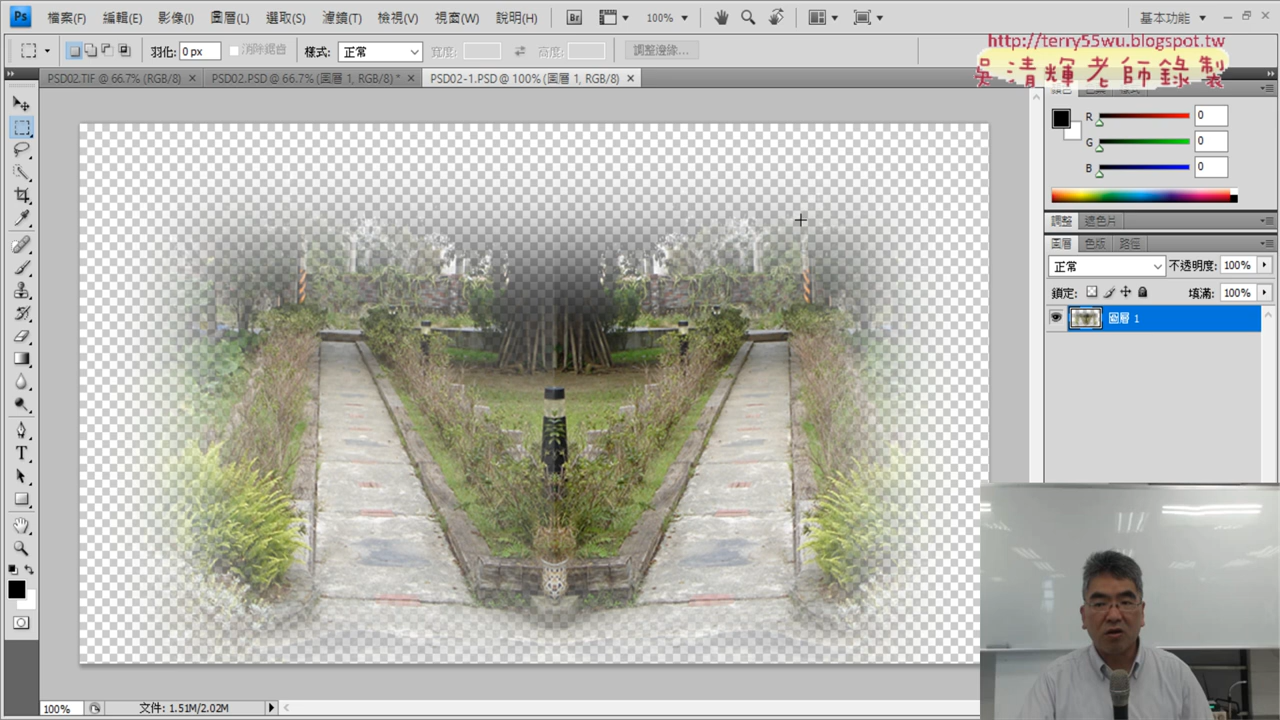 Ps 檔案(F) 編輯(E) 影像(I) 圖層(L) 選取(S) 濾鏡(T) 檢視(V) 視窗(W) 說明(H) Br 100% 基本功能
羽化: 0 px 消除鋸齒 樣式: 正常 寬度: 高度: 調整邊緣...
http://terry55wu.blogspot.tw
吳清輝老師錄製
PSD02.TIF @ 66.7% (RGB/8) PSD02.PSD @ 66.7% (圖層 1, RGB/8) * PSD02-1.PSD @ 100% (圖層 1, RGB/8)
R 0
G 0
B 0
調整 遮色片
圖層 色版 路徑
正常 不透明度: 100%
鎖定: 填滿: 100%
圖層 1
100% 文件: 1.51M/2.02M